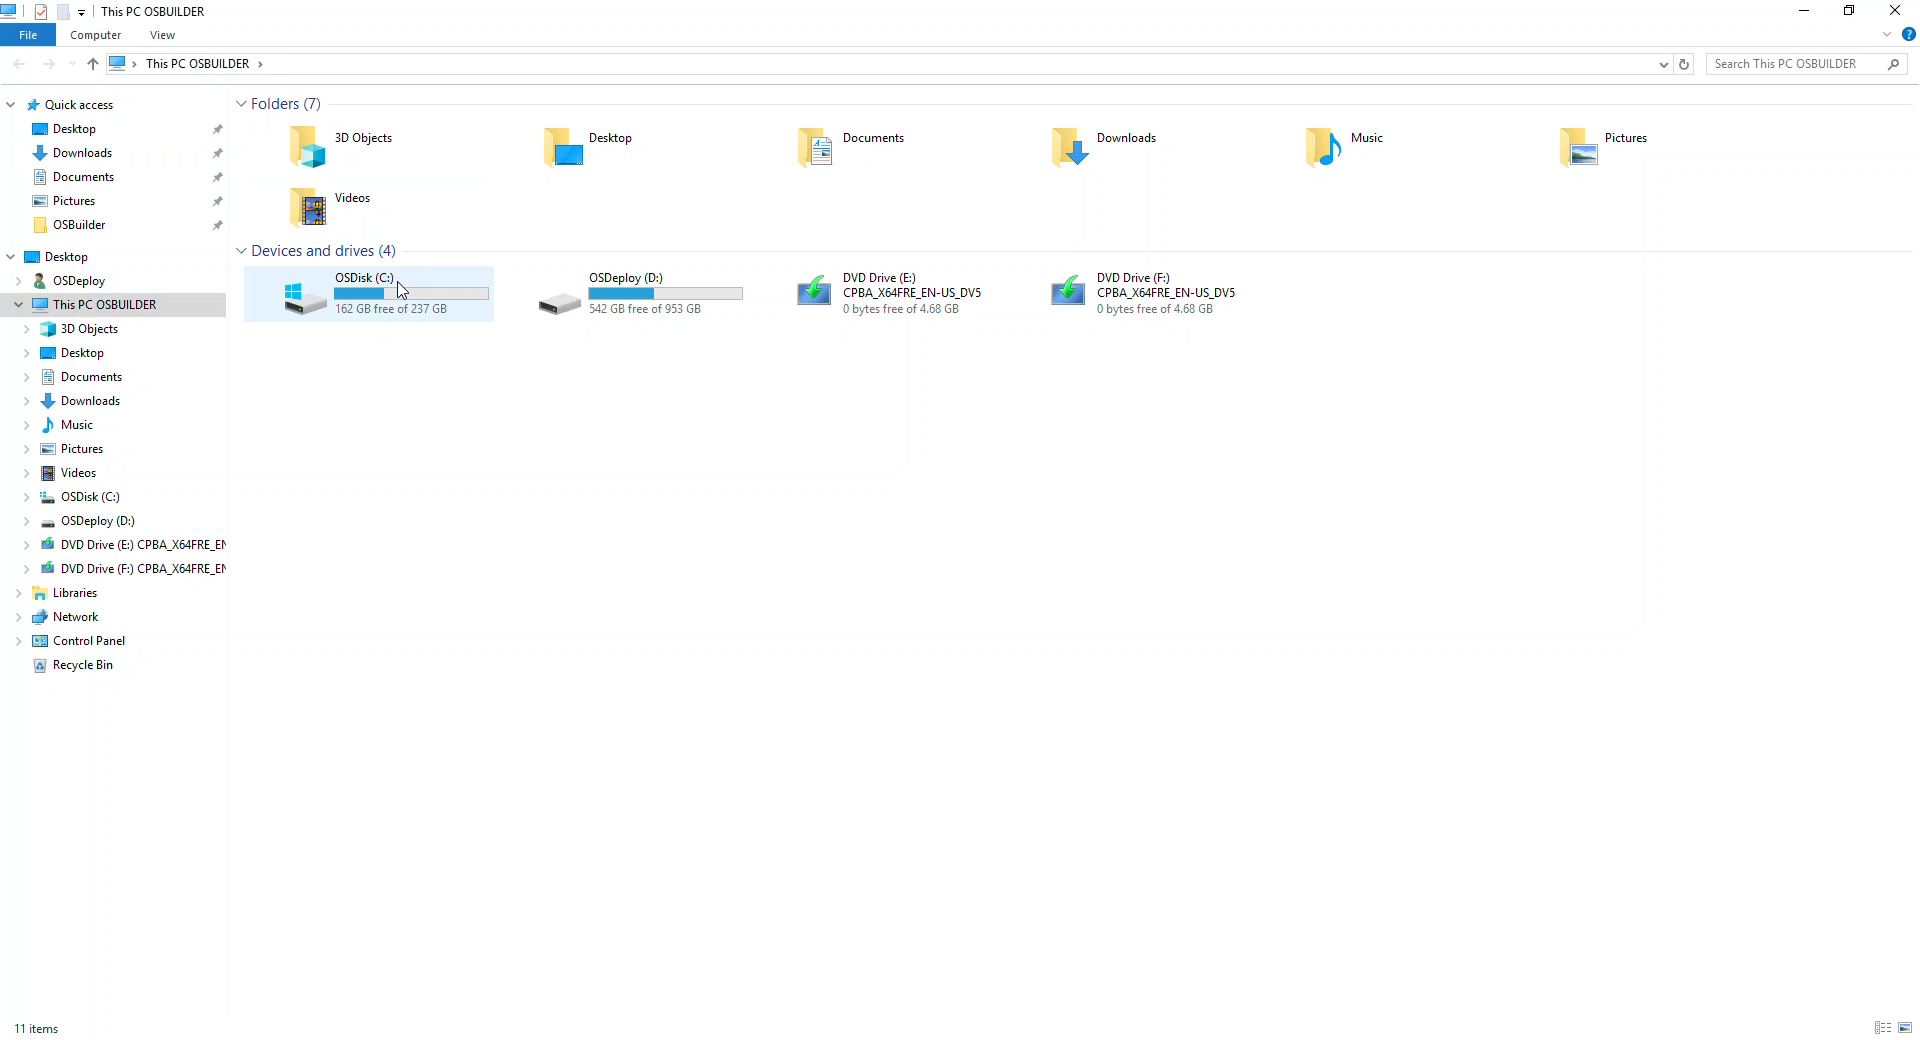 This PC OSBUILDER
File Computer View
This PC OSBUILDER
Search This PC OSBUILDER
Quick access
Desktop
Downloads
Documents
Pictures
OSBuilder
Desktop
OSDeploy
This PC OSBUILDER
3D Objects
Desktop
Documents
Downloads
Music
Pictures
Videos
OSDisk (C:)
OSDeploy (D:)
DVD Drive (E:) CPBA_X64FRE_EN
DVD Drive (F:) CPBA_X64FRE_EN
Libraries
Network
Control Panel
Recycle Bin
Folders (7)
3D Objects
Desktop
Documents
Downloads
Music
Pictures
Videos
Devices and drives (4)
OSDisk (C:)
162 GB free of 237 GB
OSDeploy (D:)
542 GB free of 953 GB
DVD Drive (E:)
CPBA_X64FRE_EN-US_DV5
0 bytes free of 4.68 GB
DVD Drive (F:)
CPBA_X64FRE_EN-US_DV5
0 bytes free of 4.68 GB
11 items